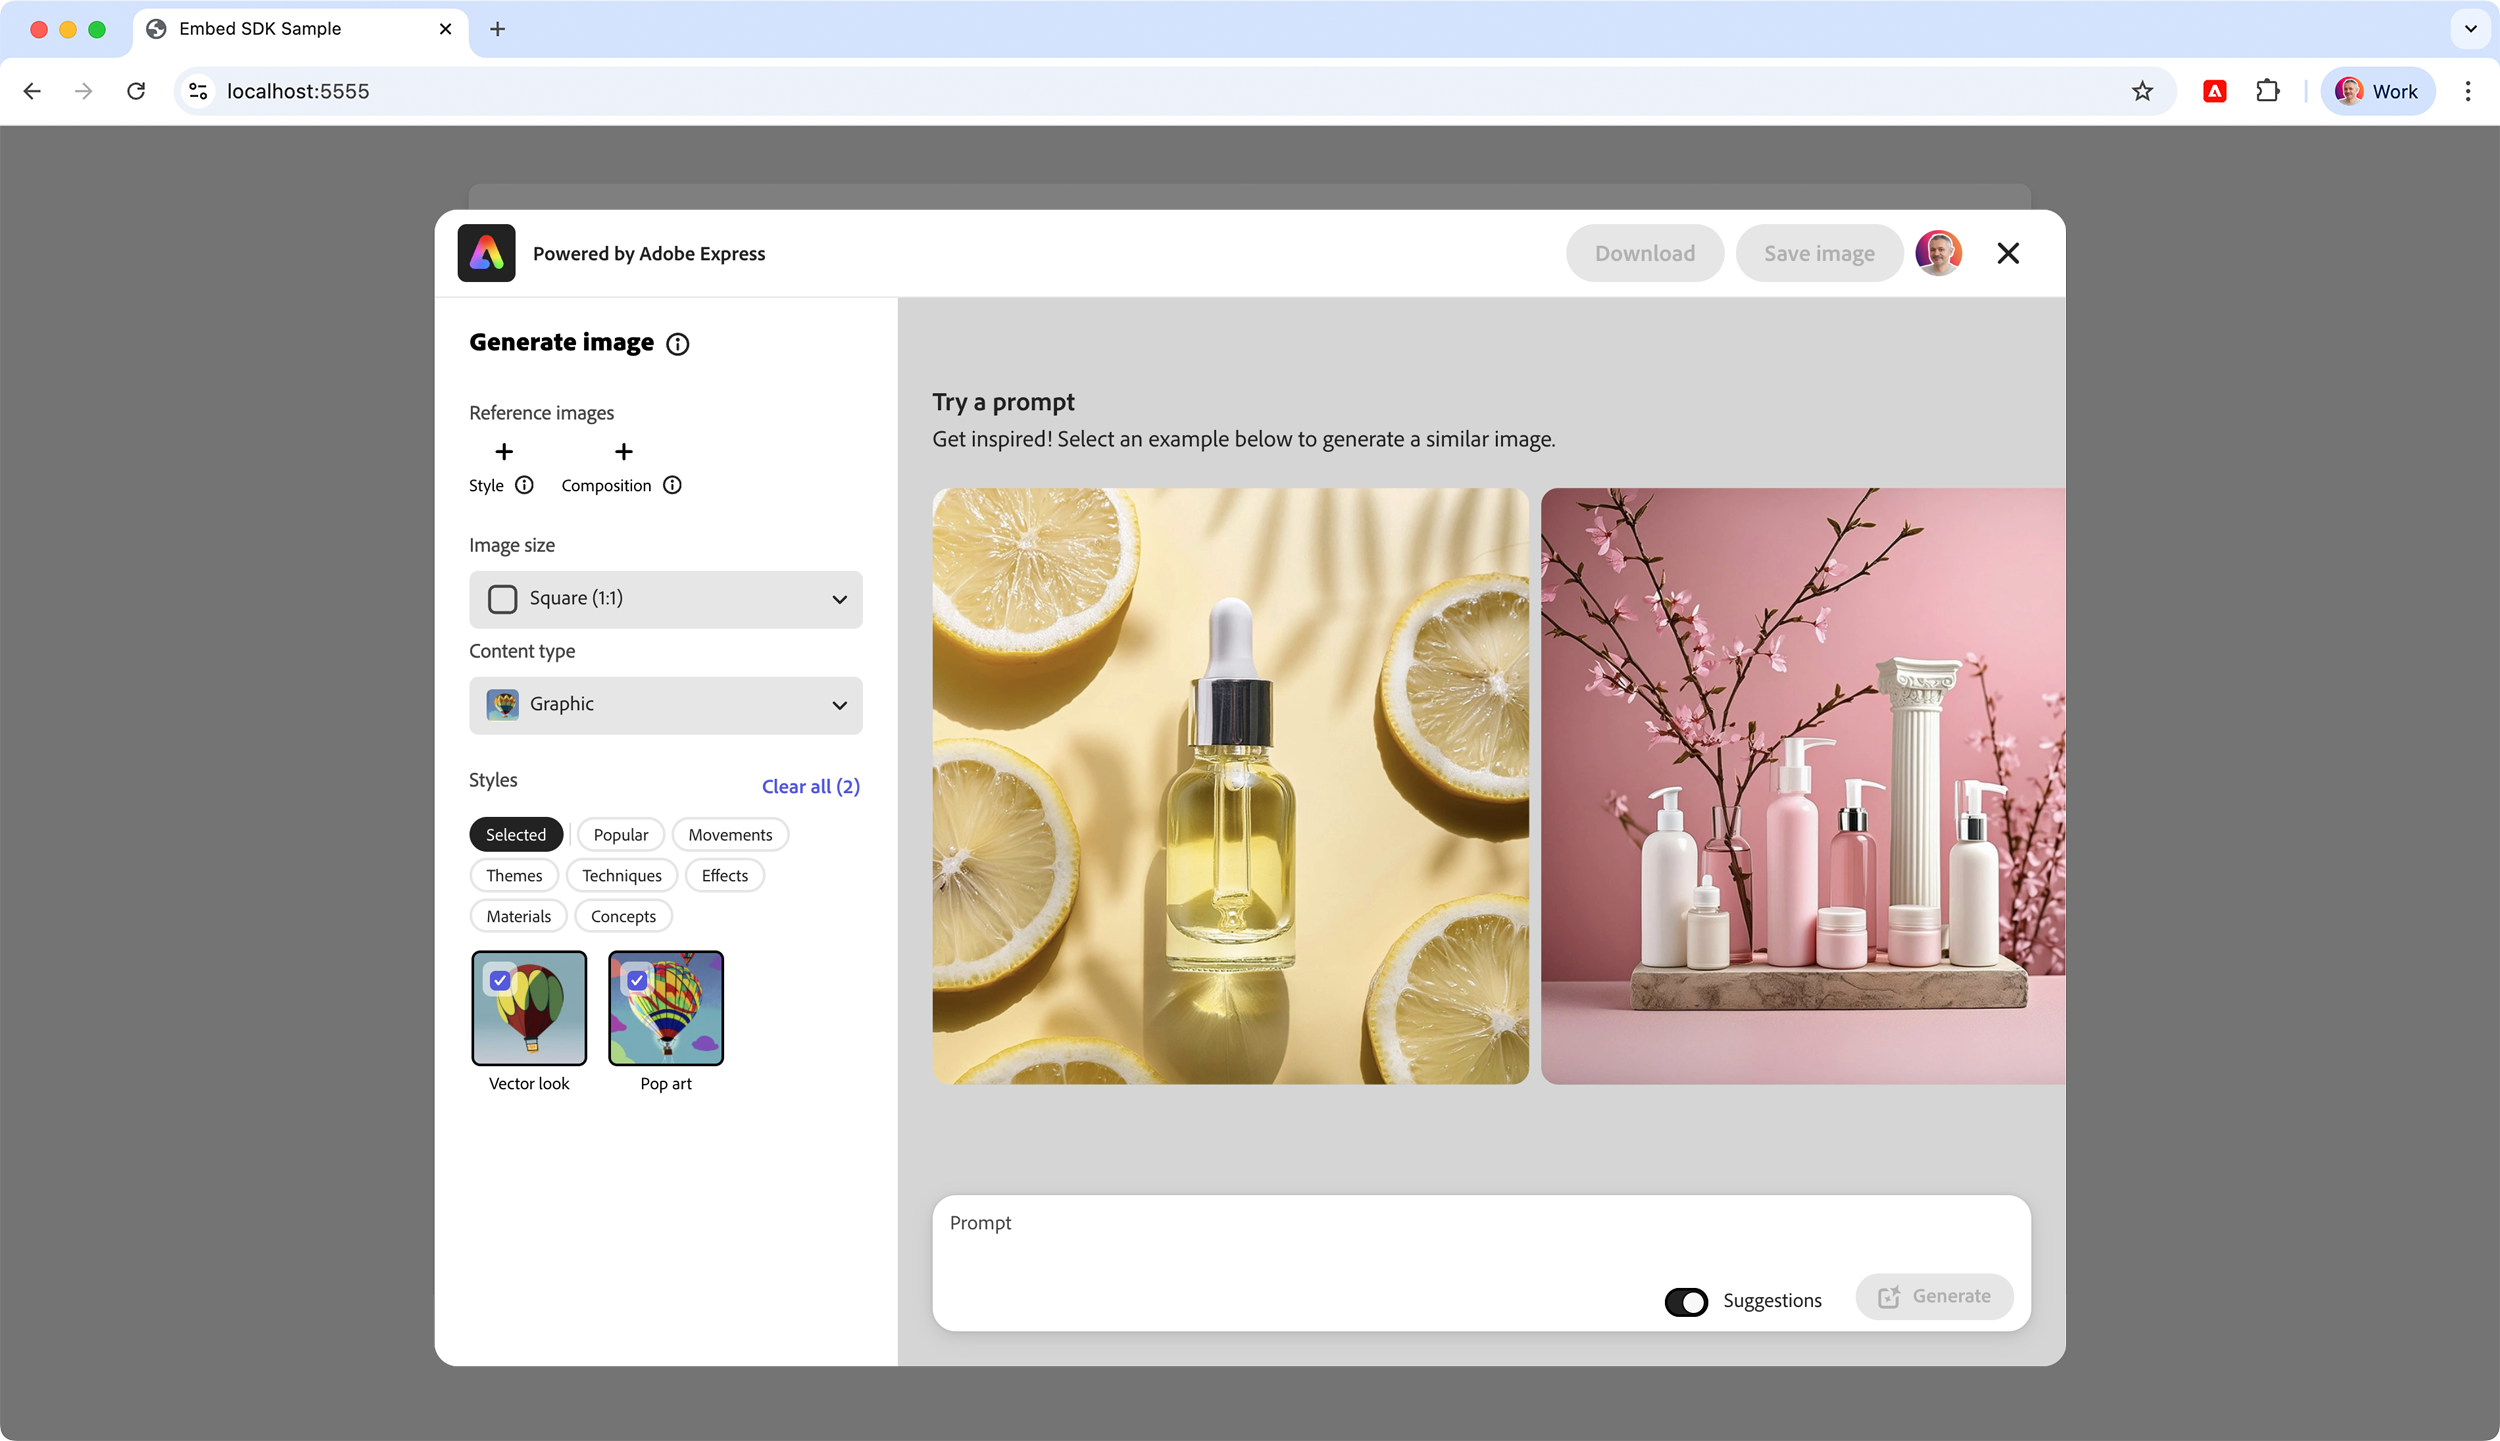 Embed SDK Sample
localhost:5555
Work
Powered by Adobe Express
Download
Save image
Generate image
Reference images
Style
Composition
Image size
Square (1:1)
Content type
Graphic
Styles
Clear all (2)
Selected
Popular
Movements
Themes
Techniques
Effects
Materials
Concepts
Vector look
Pop art
Try a prompt
Get inspired! Select an example below to generate a similar image.
Prompt
Suggestions
Generate